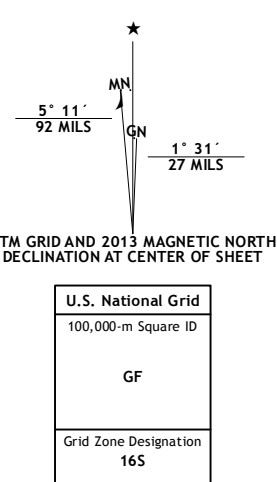 ★
MN
5° 11´
92 MILS
GN
1° 31´
27 MILS
TM GRID AND 2013 MAGNETIC NORTH
DECLINATION AT CENTER OF SHEET
U.S. National Grid
100,000-m Square ID
GF
Grid Zone Designation
16S